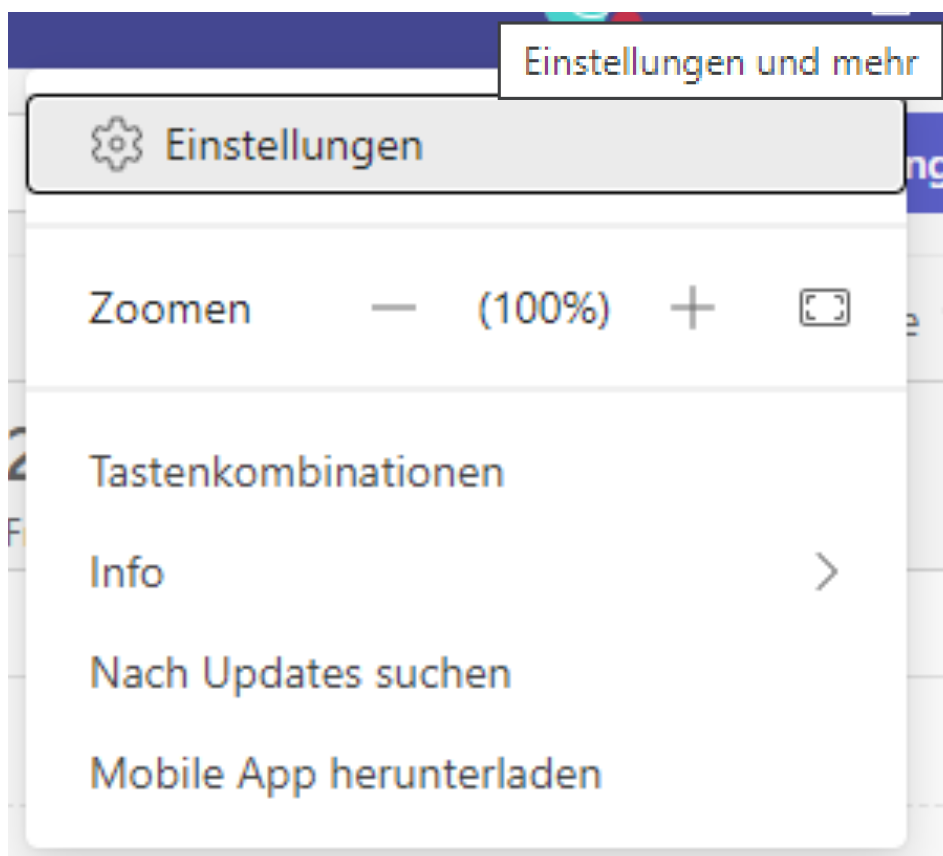 Einstellungen und mehr
Einstellungen
Zoomen — (100%) +
Tastenkombinationen
Info
Nach Updates suchen
Mobile App herunterladen